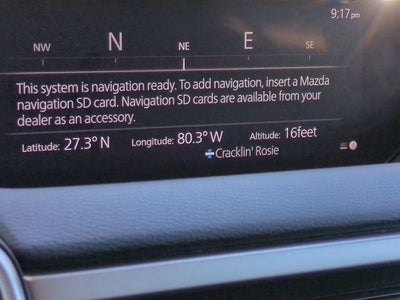 9:17 pm
NW N NE E SE
This system is navigation ready. To add navigation, insert a Mazda
navigation SD card. Navigation SD cards are available from your
dealer as an accessory.
Latitude: 27.3° N Longitude: 80.3° W Altitude: 16feet
Cracklin' Rosie